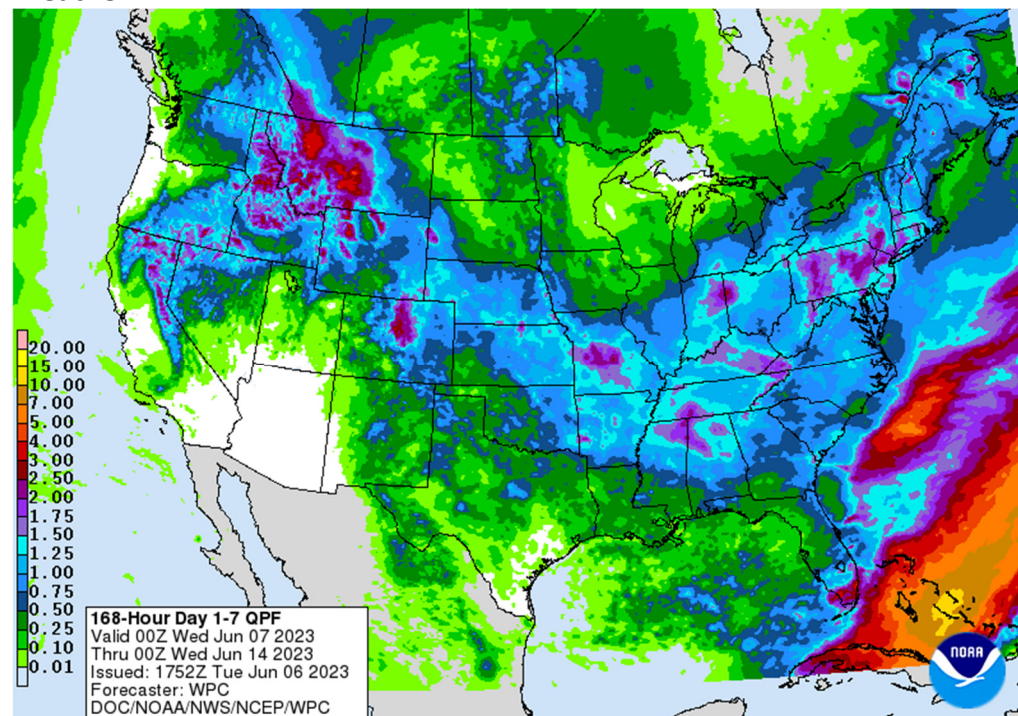 20.00
15.00
10.00
7.00
5.00
4.00
3.00
2.50
2.00
1.75
1.50
1.25
1.00
0.75
0.50
0.25
0.10
0.01
168-Hour Day 1-7 QPF
Valid 00Z Wed Jun 07 2023
Thru 00Z Wed Jun 14 2023
Issued: 1752Z Tue Jun 06 2023
Forecaster: WPC
DOC/NOAA/NWS/NCEP/WPC
NOAA